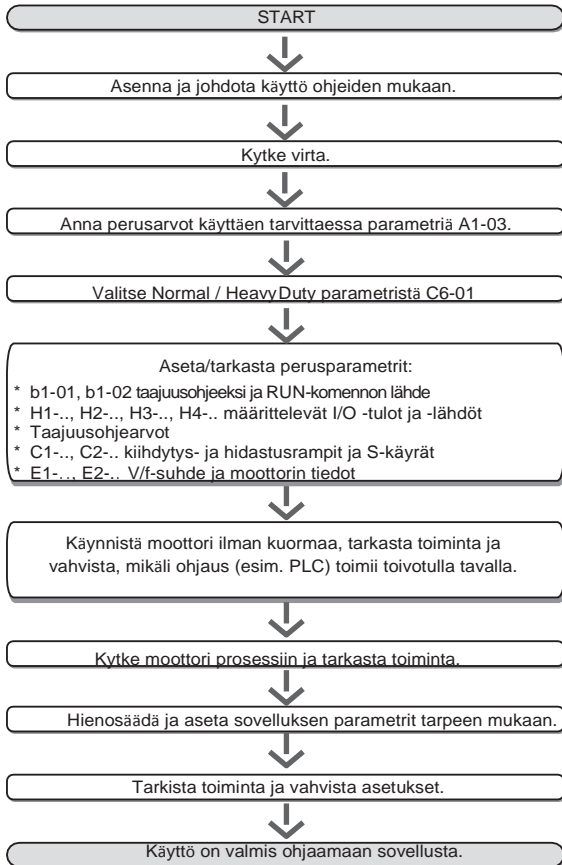 START
Asenna ja johdota käyttö ohjeiden mukaan.
Kytke virta.
Anna perusarvot käyttäen tarvittaessa parametriä A1-03.
Valitse Normal / HeavyDuty parametristä C6-01
Aseta/tarkasta perusparametrit:
* b1-01, b1-02 taajuusohjeeksi ja RUN-komennon lähde
* H1-.., H2-.., H3-.., H4-.. määrittelevät I/O -tulot ja -lähdöt
* Taajuusohjearvot
* C1-.., C2-.. kiihdytys- ja hidastusrampit ja S-käyrät
* E1-.., E2-.. V/f-suhde ja moottorin tiedot
Käynnistä moottori ilman kuormaa, tarkasta toiminta ja
vahvista, mikäli ohjaus (esim. PLC) toimii toivotulla tavalla.
Kytke moottori prosessiin ja tarkasta toiminta.
Hienosäädä ja aseta sovelluksen parametrit tarpeen mukaan.
Tarkista toiminta ja vahvista asetukset.
Käyttö on valmis ohjaamaan sovellusta.